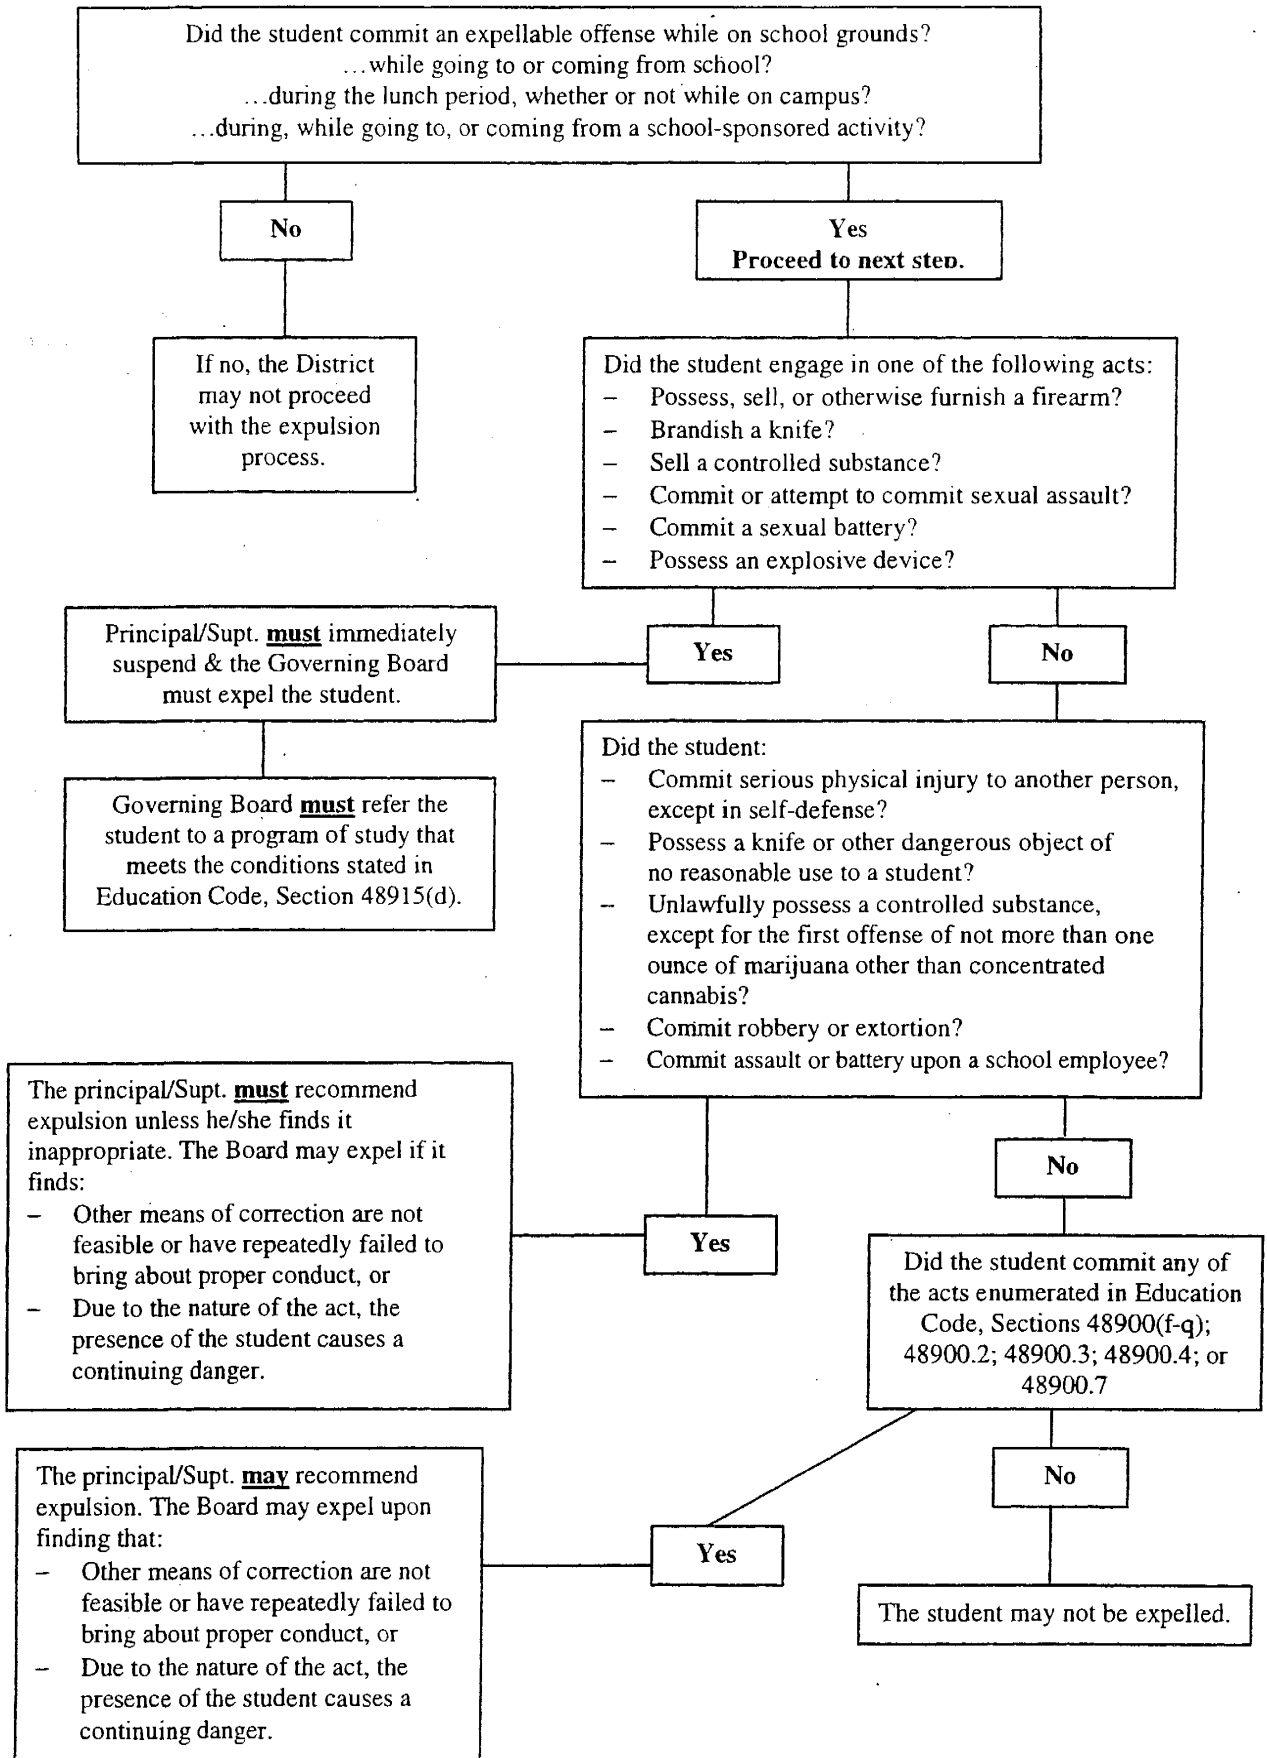 Did the student commit an expellable offense while on school grounds?
…while going to or coming from school?
…during the lunch period, whether or not while on campus?
…during, while going to, or coming from a school-sponsored activity?
No
Yes
Proceed to next step.
If no, the District
may not proceed
with the expulsion
process.
Did the student engage in one of the following acts:
– Possess, sell, or otherwise furnish a firearm?
– Brandish a knife?
– Sell a controlled substance?
– Commit or attempt to commit sexual assault?
– Commit a sexual battery?
– Possess an explosive device?
Yes
No
Principal/Supt. must immediately
suspend & the Governing Board
must expel the student.
Governing Board must refer the
student to a program of study that
meets the conditions stated in
Education Code, Section 48915(d).
Did the student:
– Commit serious physical injury to another person,
except in self-defense?
– Possess a knife or other dangerous object of
no reasonable use to a student?
– Unlawfully possess a controlled substance,
except for the first offense of not more than one
ounce of marijuana other than concentrated
cannabis?
– Commit robbery or extortion?
– Commit assault or battery upon a school employee?
The principal/Supt. must recommend
expulsion unless he/she finds it
inappropriate. The Board may expel if it
finds:
– Other means of correction are not
feasible or have repeatedly failed to
bring about proper conduct, or
– Due to the nature of the act, the
presence of the student causes a
continuing danger.
Yes
No
Did the student commit any of
the acts enumerated in Education
Code, Sections 48900(f-q);
48900.2; 48900.3; 48900.4; or
48900.7
The principal/Supt. may recommend
expulsion. The Board may expel upon
finding that:
– Other means of correction are not
feasible or have repeatedly failed to
bring about proper conduct, or
– Due to the nature of the act, the
presence of the student causes a
continuing danger.
Yes
No
The student may not be expelled.